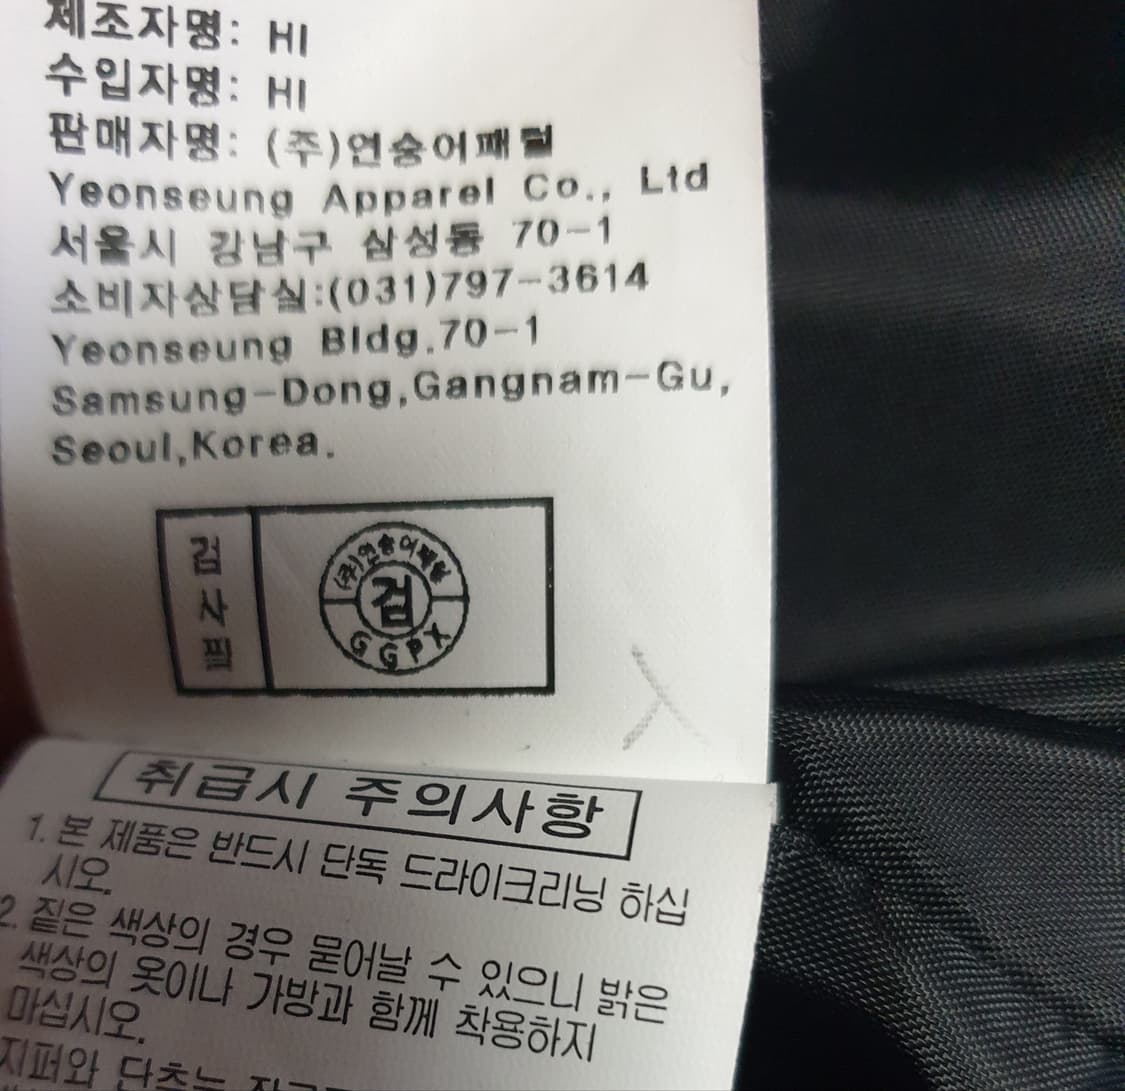 제조자명: HI
수입자명: HI
판매자명: (주)연승어패럴
Yeonseung Apparel Co., Ltd
서울시 강남구 삼성동 70-1
소비자상담실:(031)797-3614
Yeonseung Bldg.70-1
Samsung-Dong,Gangnam-Gu,
Seoul,Korea.
검사필
(주)연승어패럴
검
GGPX
취급시 주의사항
1. 본 제품은 반드시 단독 드라이크리닝 하십
시오.
2. 짙은 색상의 경우 묻어날 수 있으니 밝은
색상의 옷이나 가방과 함께 착용하지
마십시오.
지퍼와 단추는